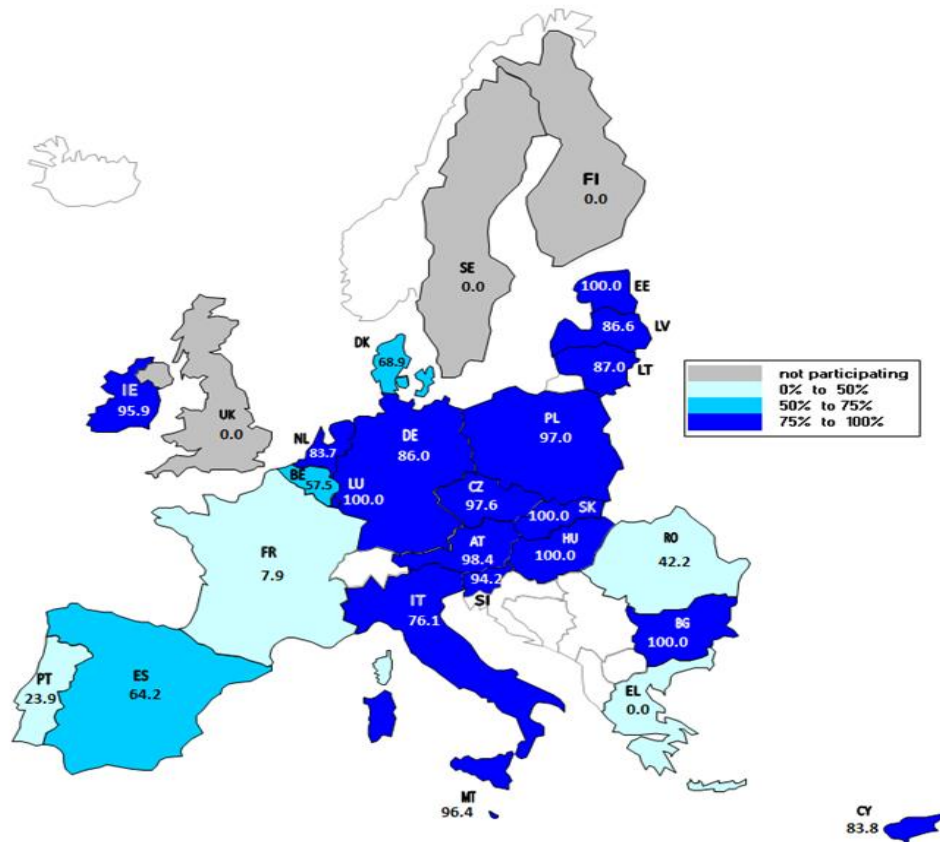 FI
0.0
SE
0.0
100.0 EE
86.6 LV
87.0
LT
DK
68.9
IE
95.9
UK
0.0
not participating
0% to 50%
50% to 75%
75% to 100%
NL
83.7
DE
86.0
PL
97.0
BE
57.5
LU
100.0
CZ
97.6
100.0 SK
AT
98.4
HU
100.0
94.2
SI
RO
42.2
FR
7.9
IT
76.1
BG
100.0
PT
23.9
ES
64.2
EL
0.0
MT
96.4
CY
83.8